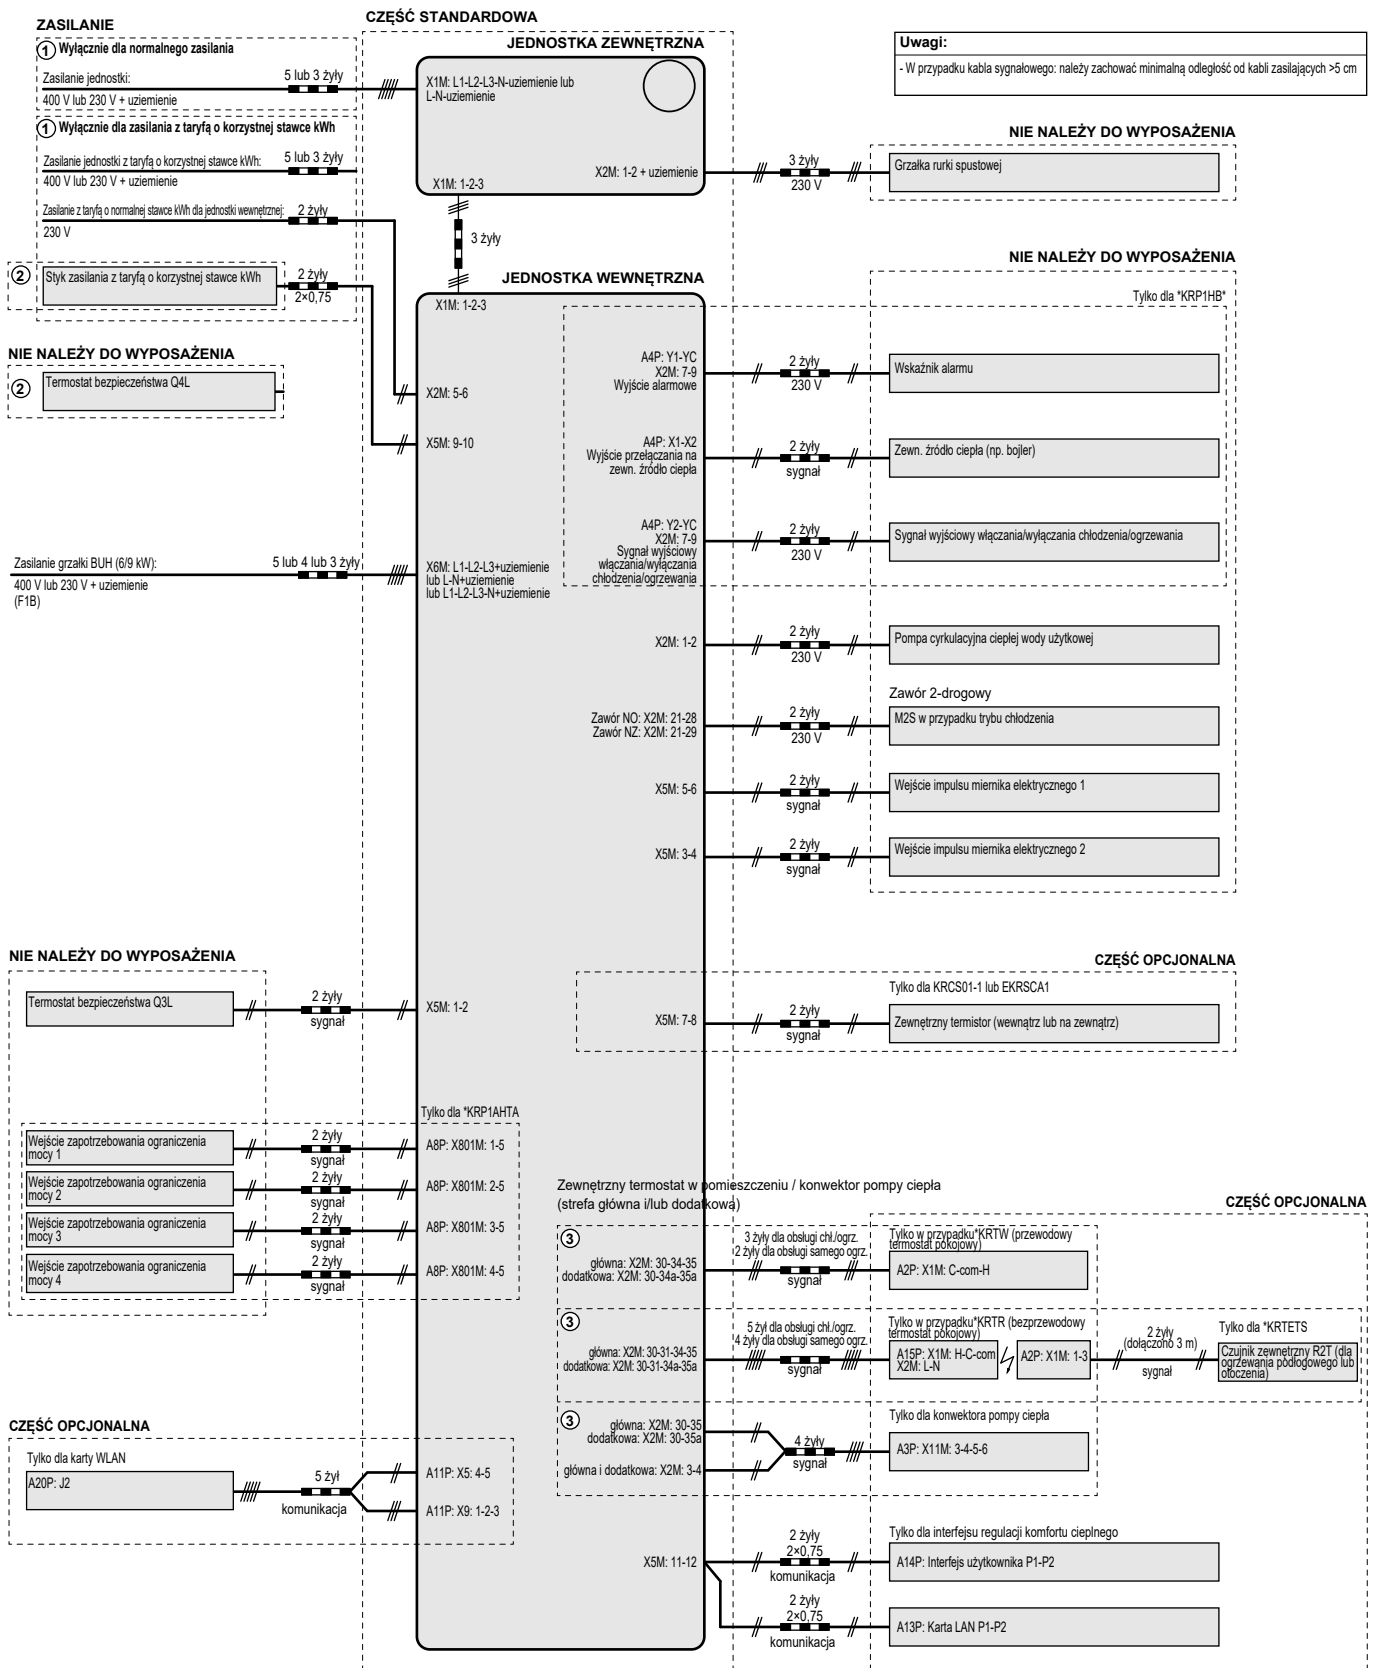 ZASILANIE
1 Wyłącznie dla normalnego zasilania
Zasilanie jednostki:
5 lub 3 żyły
400 V lub 230 V + uziemienie
1 Wyłącznie dla zasilania z taryfą o korzystnej stawce kWh
Zasilanie jednostki z taryfą o korzystnej stawce kWh:
5 lub 3 żyły
400 V lub 230 V + uziemienie
Zasilanie z taryfą o normalnej stawce kWh dla jednostki wewnętrznej:
2 żyły
230 V
2
Styk zasilania z taryfą o korzystnej stawce kWh
2 żyły
2×0,75
NIE NALEŻY DO WYPOSAŻENIA
2
Termostat bezpieczeństwa Q4L
Zasilanie grzałki BUH (6/9 kW):
5 lub 4 lub 3 żyły
400 V lub 230 V + uziemienie
(F1B)
NIE NALEŻY DO WYPOSAŻENIA
Termostat bezpieczeństwa Q3L
2 żyły
sygnał
Wejście zapotrzebowania ograniczenia
mocy 1
2 żyły
sygnał
Wejście zapotrzebowania ograniczenia
mocy 2
2 żyły
sygnał
Wejście zapotrzebowania ograniczenia
mocy 3
2 żyły
sygnał
Wejście zapotrzebowania ograniczenia
mocy 4
2 żyły
sygnał
CZĘŚĆ OPCJONALNA
Tylko dla karty WLAN
A20P: J2
5 żył
komunikacja
CZĘŚĆ STANDARDOWA
JEDNOSTKA ZEWNĘTRZNA
X1M: L1-L2-L3-N-uziemienie lub
L-N-uziemienie
X2M: 1-2 + uziemienie
X1M: 1-2-3
3 żyły
JEDNOSTKA WEWNĘTRZNA
X1M: 1-2-3
X2M: 5-6
X5M: 9-10
X6M: L1-L2-L3+uziemienie
lub L-N+uziemienie
lub L1-L2-L3-N+uziemienie
X5M: 1-2
Tylko dla *KRP1AHTA
A8P: X801M: 1-5
A8P: X801M: 2-5
A8P: X801M: 3-5
A8P: X801M: 4-5
A11P: X5: 4-5
A11P: X9: 1-2-3
Uwagi:
- W przypadku kabla sygnałowego: należy zachować minimalną odległość od kabli zasilających >5 cm
NIE NALEŻY DO WYPOSAŻENIA
3 żyły
230 V
Grzałka rurki spustowej
NIE NALEŻY DO WYPOSAŻENIA
Tylko dla *KRP1HB*
A4P: Y1-YC
X2M: 7-9
Wyjście alarmowe
2 żyły
230 V
Wskaźnik alarmu
A4P: X1-X2
Wyjście przełączania na
zewn. źródło ciepła
2 żyły
sygnał
Zewn. źródło ciepła (np. bojler)
A4P: Y2-YC
X2M: 7-9
Sygnał wyjściowy
włączania/wyłączania
chłodzenia/ogrzewania
2 żyły
230 V
Sygnał wyjściowy włączania/wyłączania chłodzenia/ogrzewania
X2M: 1-2
2 żyły
230 V
Pompa cyrkulacyjna ciepłej wody użytkowej
Zawór 2-drogowy
Zawór NO: X2M: 21-28
Zawór NZ: X2M: 21-29
2 żyły
230 V
M2S w przypadku trybu chłodzenia
X5M: 5-6
2 żyły
sygnał
Wejście impulsu miernika elektrycznego 1
X5M: 3-4
2 żyły
sygnał
Wejście impulsu miernika elektrycznego 2
CZĘŚĆ OPCJONALNA
Tylko dla KRCS01-1 lub EKRSCA1
X5M: 7-8
2 żyły
sygnał
Zewnętrzny termistor (wewnątrz lub na zewnątrz)
Zewnętrzny termostat w pomieszczeniu / konwektor pompy ciepła
(strefa główna i/lub dodatkowa)
CZĘŚĆ OPCJONALNA
3
główna: X2M: 30-34-35
dodatkowa: X2M: 30-34a-35a
3 żyły dla obsługi chł./ogrz.
2 żyły dla obsługi samego ogrz.
sygnał
Tylko w przypadku*KRTW (przewodowy
termostat pokojowy)
A2P: X1M: C-com-H
3
główna: X2M: 30-31-34-35
dodatkowa: X2M: 30-31-34a-35a
5 żył dla obsługi chł./ogrz.
4 żyły dla obsługi samego ogrz.
sygnał
Tylko w przypadku*KRTR (bezprzewodowy
termostat pokojowy)
A15P: X1M: H-C-com
X2M: L-N
A2P: X1M: 1-3
2 żyły
(dołączono 3 m)
sygnał
Tylko dla *KRTETS
Czujnik zewnętrzny R2T (dla
ogrzewania podłogowego lub
otoczenia)
3
główna: X2M: 30-35
dodatkowa: X2M: 30-35a
główna i dodatkowa: X2M: 3-4
4 żyły
sygnał
Tylko dla konwektora pompy ciepła
A3P: X11M: 3-4-5-6
X5M: 11-12
2 żyły
2×0,75
komunikacja
Tylko dla interfejsu regulacji komfortu cieplnego
A14P: Interfejs użytkownika P1-P2
2 żyły
2×0,75
komunikacja
A13P: Karta LAN P1-P2